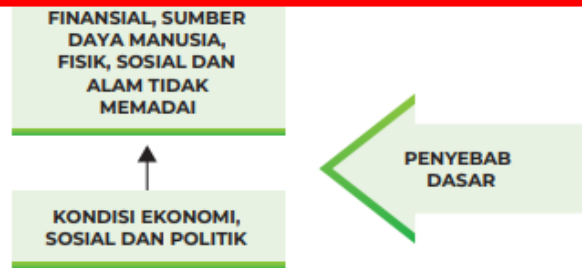 FINANSIAL, SUMBER
DAYA MANUSIA,
FISIK, SOSIAL DAN
ALAM TIDAK
MEMADAI
PENYEBAB
DASAR
KONDISI EKONOMI,
SOSIAL DAN POLITIK